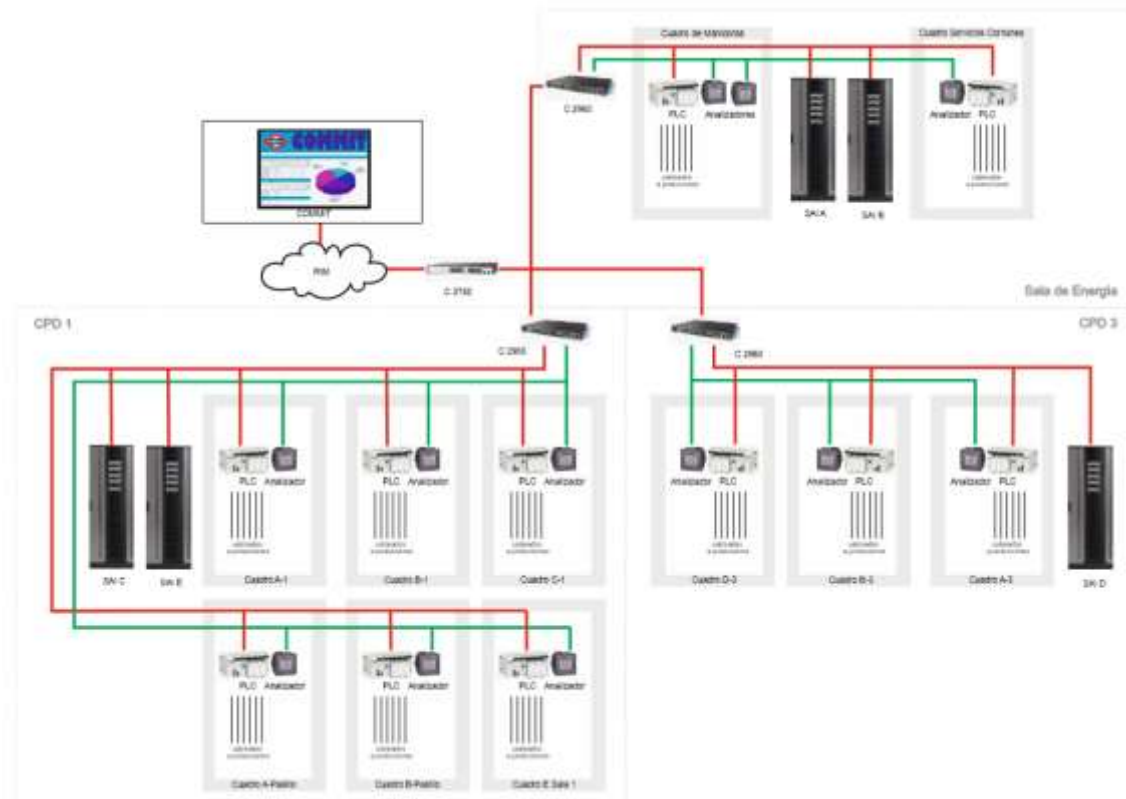 Cuadro de Maniobras
Cuadro Servicios Comunes
C 2960
PLC
Analizadores
SAI A
SAI B
Analizador
PLC
COMMIT
COMMIT
C 3750
Sala de Energía
CPD 1
CPD 3
C 2960
C 2960
PLC Analizador
PLC Analizador
PLC Analizador
Analizador PLC
Analizador PLC
Analizador PLC
SAI C
SAI E
Cuadro A-1
Cuadro B-1
Cuadro C-1
Cuadro D-3
Cuadro B-3
Cuadro A-3
SAI D
PLC Analizador
PLC Analizador
PLC Analizador
Cuadro A-Pasillo
Cuadro B-Pasillo
Cuadro E Sala 1